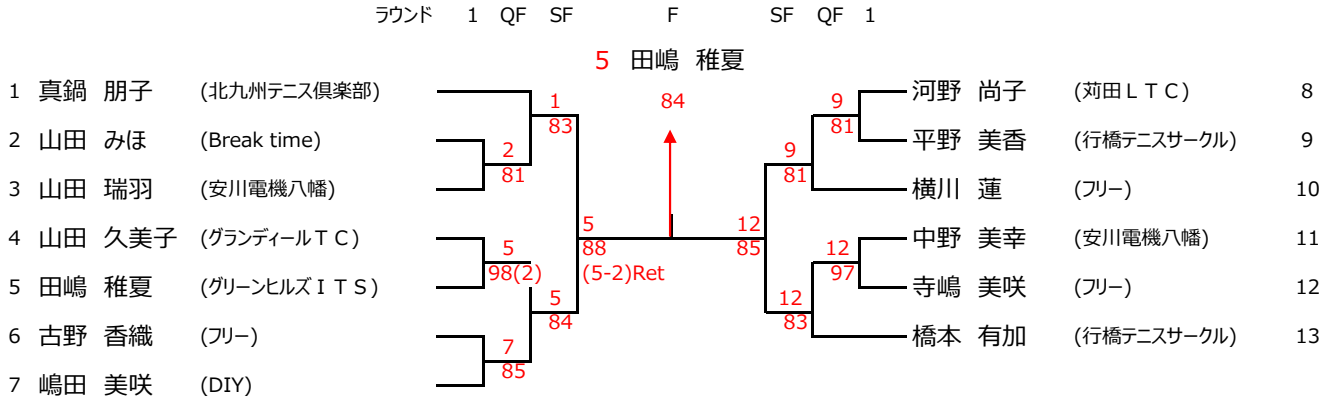 ラウンド 1 QF SF F SF QF 1
5 田嶋 稚夏
1 真鍋 朋子 (北九州テニス倶楽部) 1 84 9 河野 尚子 (苅田ＬＴＣ) 8
83 81
2 山田 みほ (Break time) 2 9 平野 美香 (行橋テニスサークル) 9
81 81
3 山田 瑞羽 (安川電機八幡) 横川 蓮 (フリー) 10
4 山田 久美子 (グランディールＴＣ) 5 5 12 12 中野 美幸 (安川電機八幡) 11
98(2) 88 85 97
(5-2)Ret
5 田嶋 稚夏 (グリーンヒルズＩＴＳ) 5 12 寺嶋 美咲 (フリー) 12
84 83
6 古野 香織 (フリー) 7 橋本 有加 (行橋テニスサークル) 13
85
7 嶋田 美咲 (DIY)